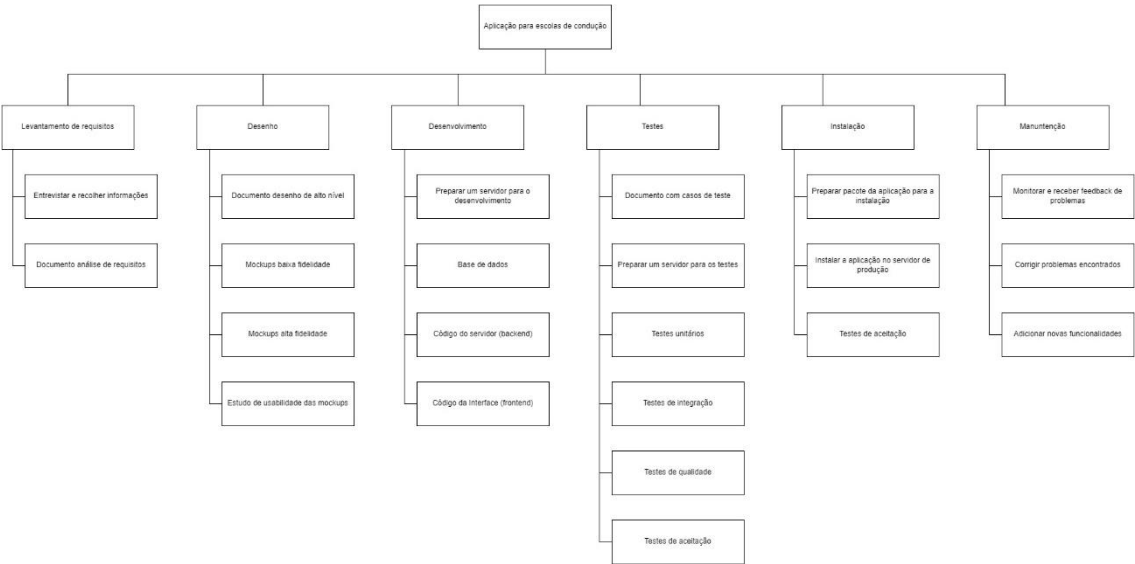 Aplicação para escolas de condução
Levantamento de requisitos
Desenho
Desenvolvimento
Testes
Instalação
Manuntenção
Entrevistar e recolher informações
Documento análise de requisitos
Documento desenho de alto nível
Mockups baixa fidelidade
Mockups alta fidelidade
Estudo de usabilidade das mockups
Preparar um servidor para o
desenvolvimento
Base de dados
Código do servidor (backend)
Código da Interface (frontend)
Documento com casos de teste
Preparar um servidor para os testes
Testes unitários
Testes de integração
Testes de qualidade
Testes de aceitação
Preparar pacote da aplicação para a
instalação
Instalar a aplicação no servidor de
produção
Testes de aceitação
Monitorar e receber feedback de
problemas
Corrigir problemas encontrados
Adicionar novas funcionalidades